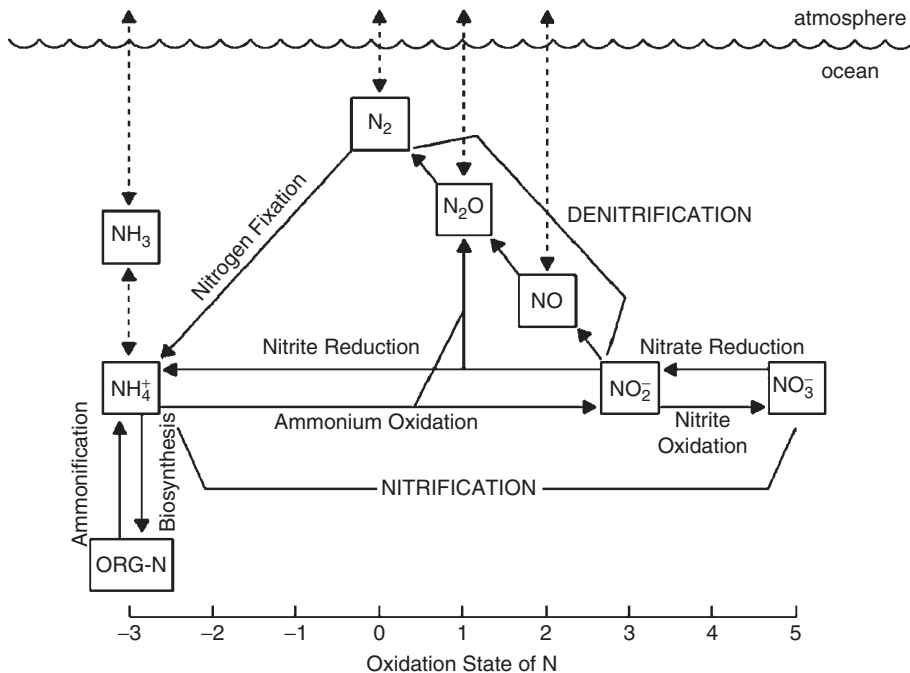 atmosphere
ocean
N₂
N₂O
DENITRIFICATION
Nitrogen Fixation
NH₃
NO
Nitrite Reduction
Nitrate Reduction
NH₄⁺
NO₂⁻
NO₃⁻
Ammonium Oxidation
Nitrite
Oxidation
Ammonification
Biosynthesis
NITRIFICATION
ORG-N
–3 –2 –1 0 1 2 3 4 5
Oxidation State of N